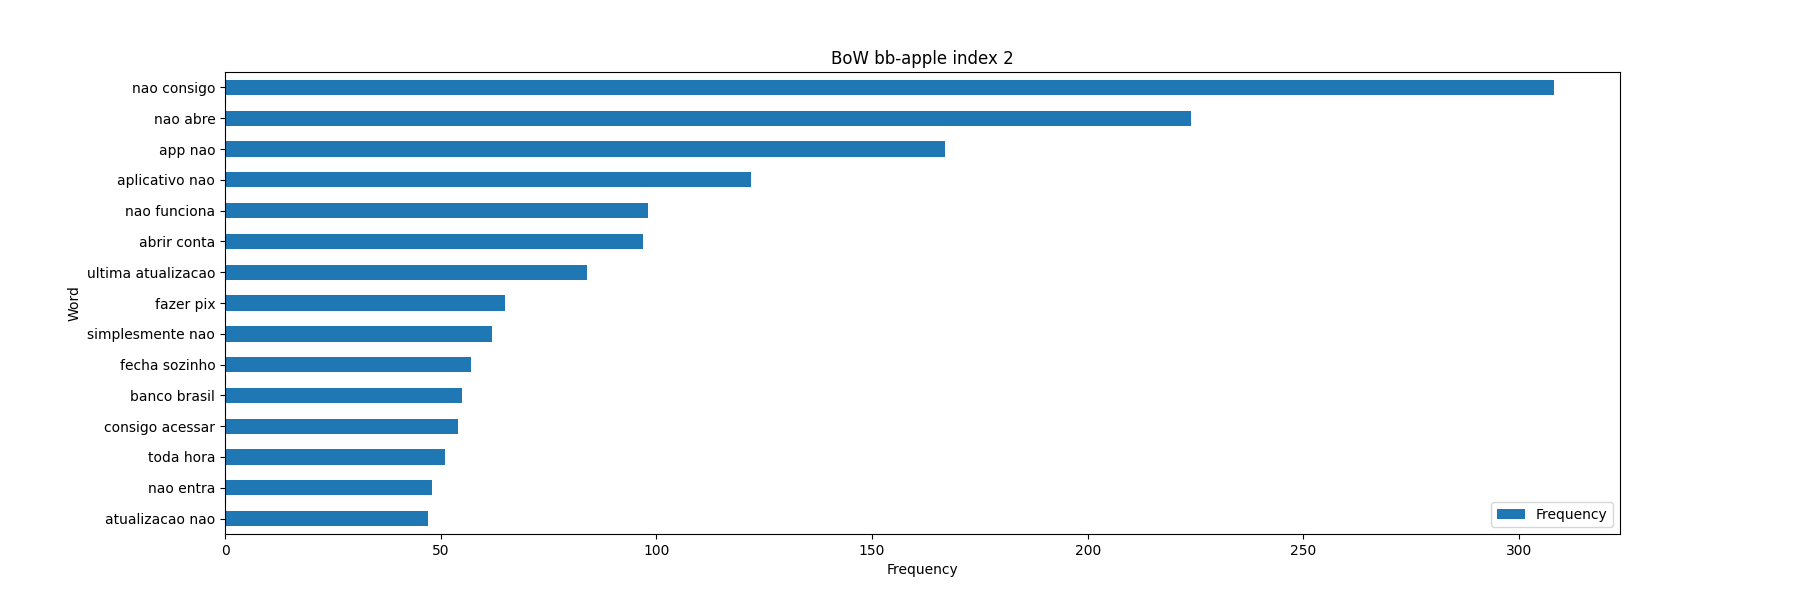 BoW bb-apple index 2
nao consigo
nao abre
app nao
aplicativo nao
nao funciona
abrir conta
ultima atualizacao
fazer pix
simplesmente nao
fecha sozinho
banco brasil
consigo acessar
toda hora
nao entra
atualizacao nao
Word
Frequency
0 50 100 150 200 250 300
Frequency